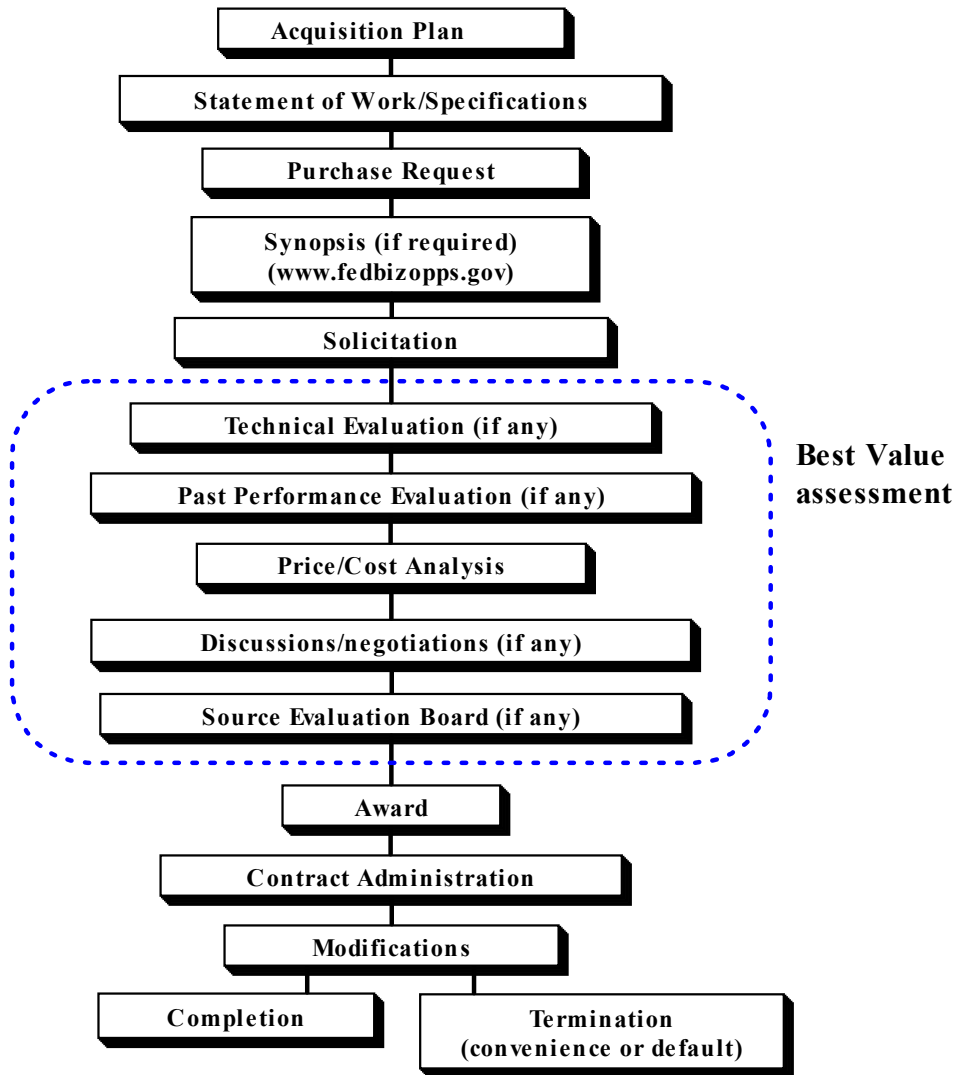 Acquisition Plan
Statement of Work/Specifications
Purchase Request
Synopsis (if required)
(www.fedbizopps.gov)
Solicitation
Technical Evaluation (if any)
Past Performance Evaluation (if any)
Price/Cost Analysis
Discussions/negotiations (if any)
Source Evaluation Board (if any)
Best Value
assessment
Award
Contract Administration
Modifications
Completion
Termination
(convenience or default)